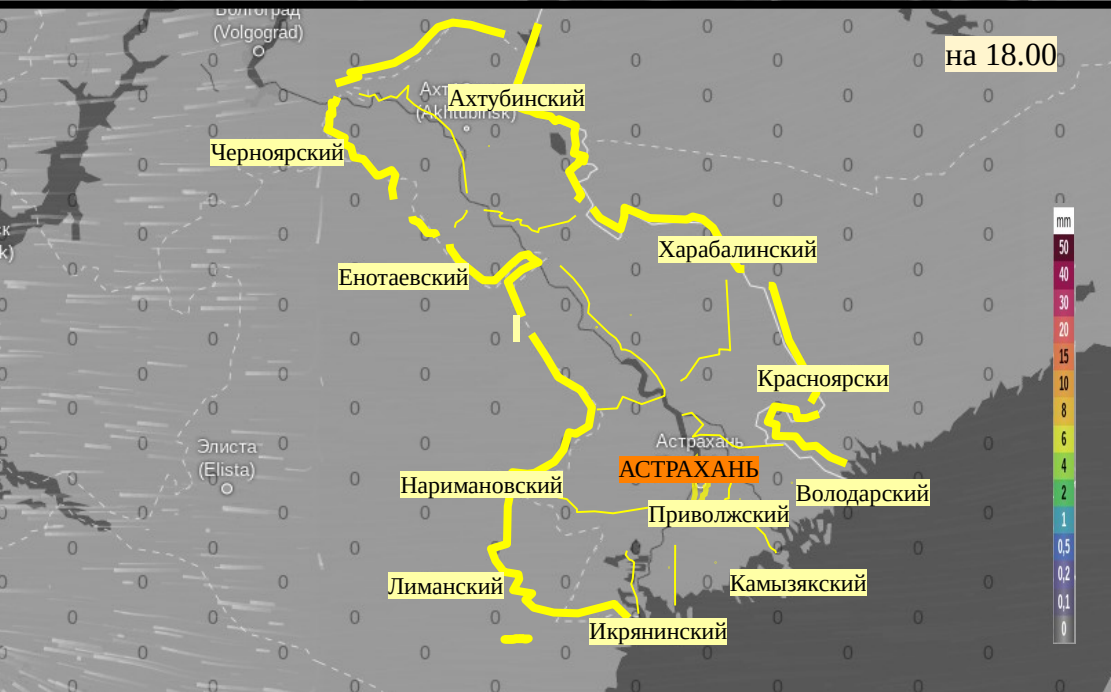 Волгоград
(Volgograd)
на 18.00
Ахтубинский
(Akhtubinsk)
Черноярский
Харабалинский
Енотаевский
mm
50
40
30
20
15
10
8
6
4
2
1
0,5
0,2
0,1
0
Красноярски
Элиста
(Elista)
Астрахань
АСТРАХАНЬ
Наримановский
Володарский
Приволжский
Лиманский
Камызякский
Икрянинский